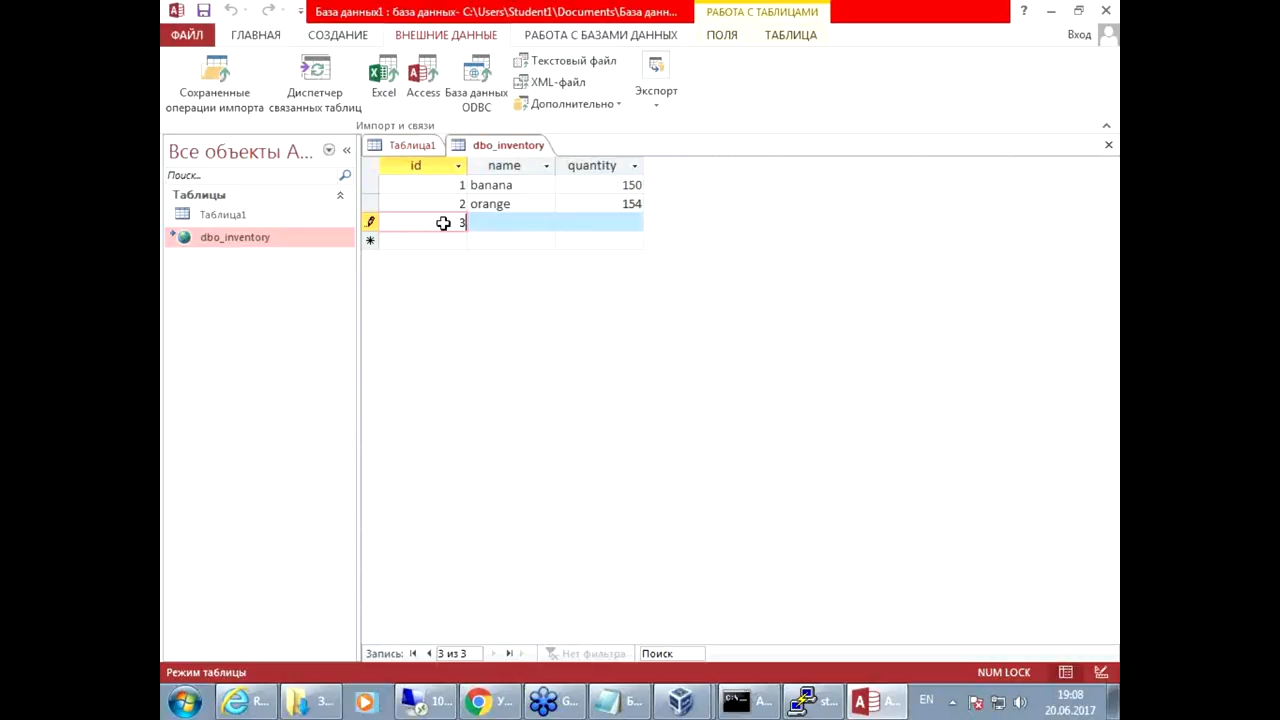 База данных1 : база данных- C:\Users\Student1\Documents\База данн...
РАБОТА С ТАБЛИЦАМИ
?
ФАЙЛ
ГЛАВНАЯ
СОЗДАНИЕ
ВНЕШНИЕ ДАННЫЕ
РАБОТА С БАЗАМИ ДАННЫХ
ПОЛЯ
ТАБЛИЦА
Вход
Сохраненные
операции импорта
Диспетчер
связанных таблиц
Excel
Access
База данных
ODBC
Текстовый файл
XML-файл
Дополнительно
Экспорт
Импорт и связи
Все объекты A...
Поиск...
Таблицы
Таблица1
dbo_inventory
Таблица1
dbo_inventory
id name quantity
1 banana 150
2 orange 154
3
Запись: 3 из 3 Нет фильтра Поиск
Режим таблицы
NUM LOCK
R...
З...
10...
У...
G...
Б...
A...
st...
A...
EN
19:08
20.06.2017